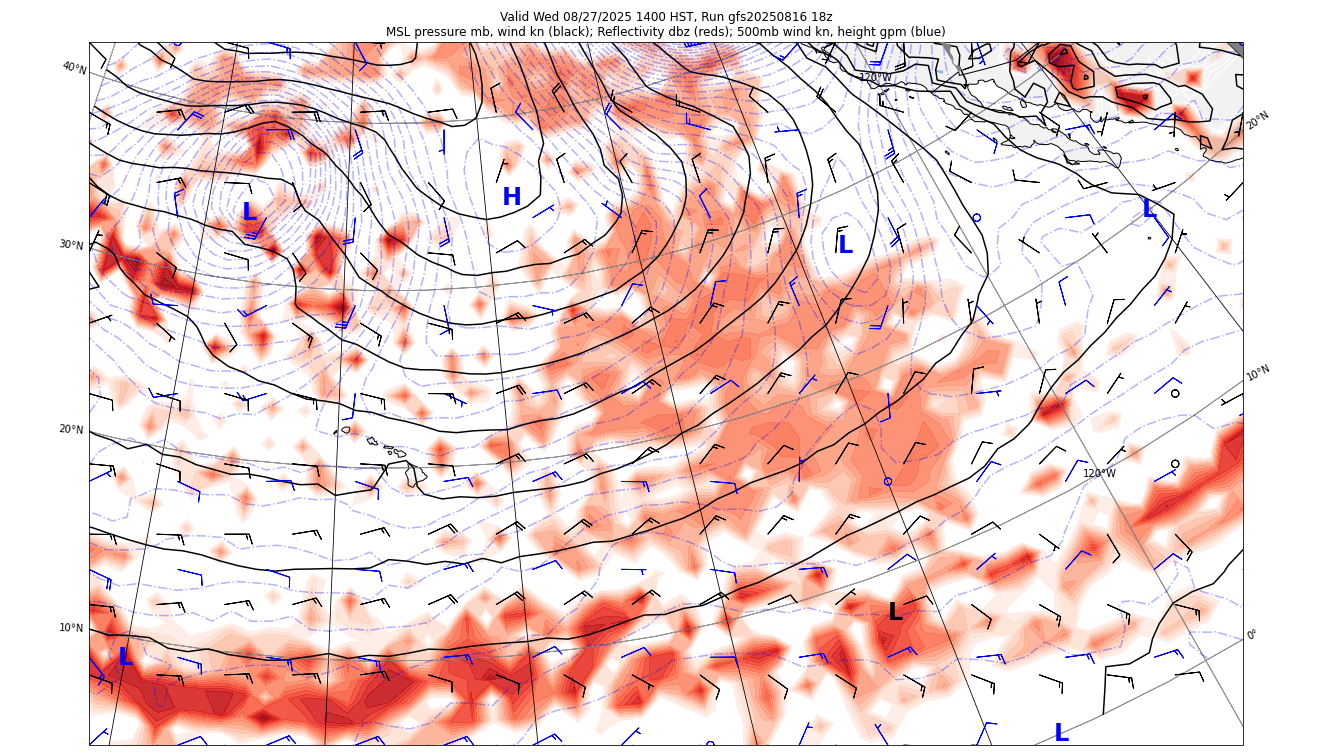 Valid Wed 08/27/2025 1400 HST, Run gfs20250816 18z
MSL pressure mb, wind kn (black); Reflectivity dbz (reds); 500mb wind kn, height gpm (blue)
40°N
120°W
20°N
H
L
L
L
30°N
10°N
20°N
120°W
L
10°N
0°
L
L